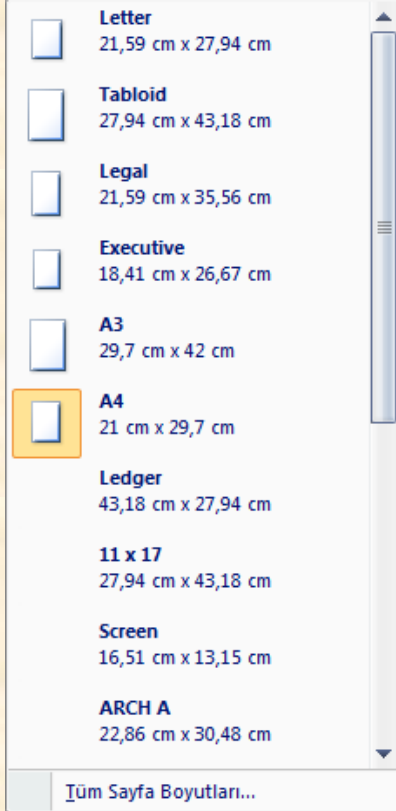 Letter
21,59 cm x 27,94 cm
Tabloid
27,94 cm x 43,18 cm
Legal
21,59 cm x 35,56 cm
Executive
18,41 cm x 26,67 cm
A3
29,7 cm x 42 cm
A4
21 cm x 29,7 cm
Ledger
43,18 cm x 27,94 cm
11 x 17
27,94 cm x 43,18 cm
Screen
16,51 cm x 13,15 cm
ARCH A
22,86 cm x 30,48 cm
Tüm Sayfa Boyutları...